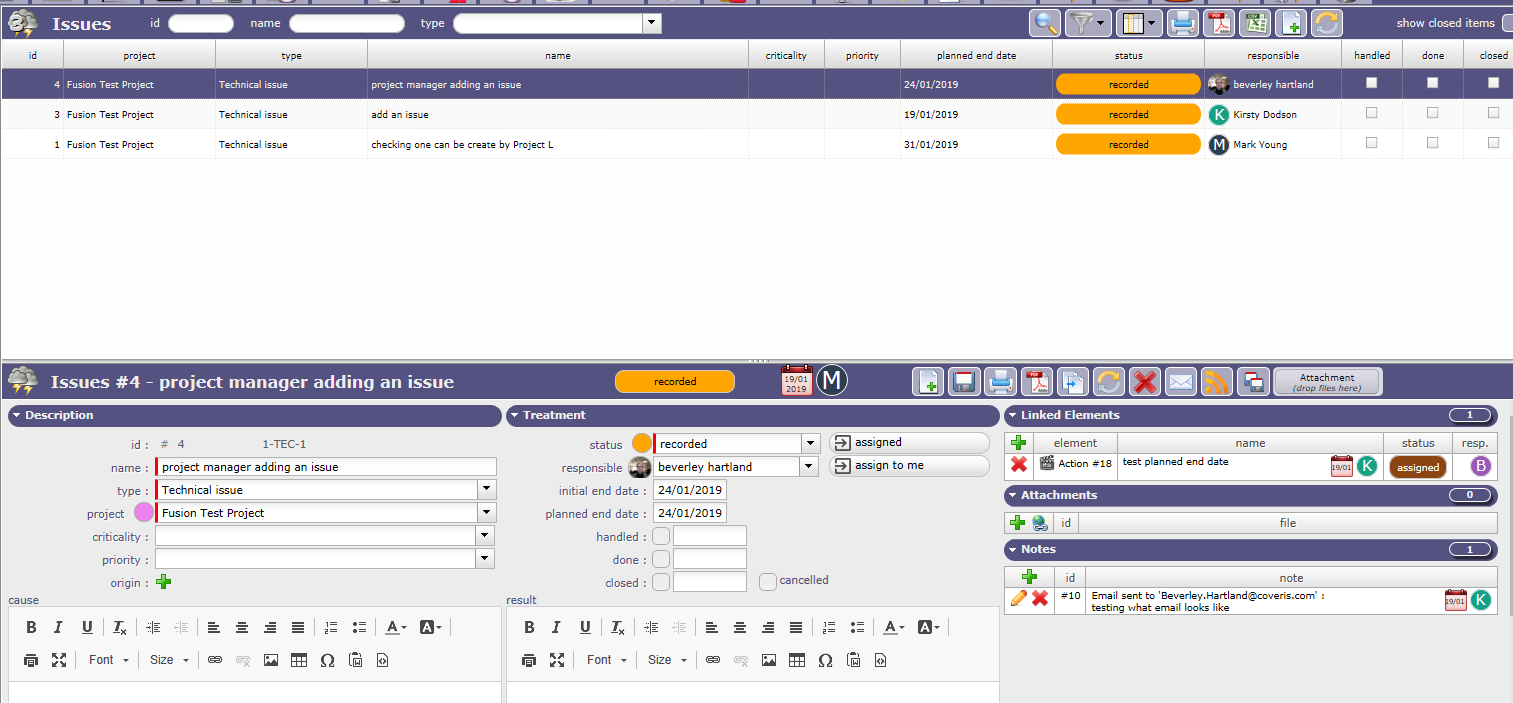 Issues id name type show closed items
id project type name criticality priority planned end date status responsible handled done closed
4 Fusion Test Project Technical issue project manager adding an issue 24/01/2019 recorded beverley hartland
3 Fusion Test Project Technical issue add an issue 19/01/2019 recorded K Kirsty Dodson
1 Fusion Test Project Technical issue checking one can be create by Project L 31/01/2019 recorded M Mark Young
Issues #4 - project manager adding an issue recorded 19/01 2019 M Attachment
(drop files here)
Description
id : # 4 1-TEC-1
name : project manager adding an issue
type : Technical issue
project Fusion Test Project
criticality :
priority :
origin :
cause
B I U Tx
Font Size
Treatment
status recorded assigned
responsible beverley hartland assign to me
initial end date : 24/01/2019
planned end date : 24/01/2019
handled :
done :
closed : cancelled
result
B I U Tx
Font Size
Linked Elements 1
element name status resp.
Action #18 test planned end date 19/01 K assigned B
Attachments 0
id file
Notes 1
id note
#10 Email sent to 'Beverley.Hartland@coveris.com' : 19/01 K
testing what email looks like